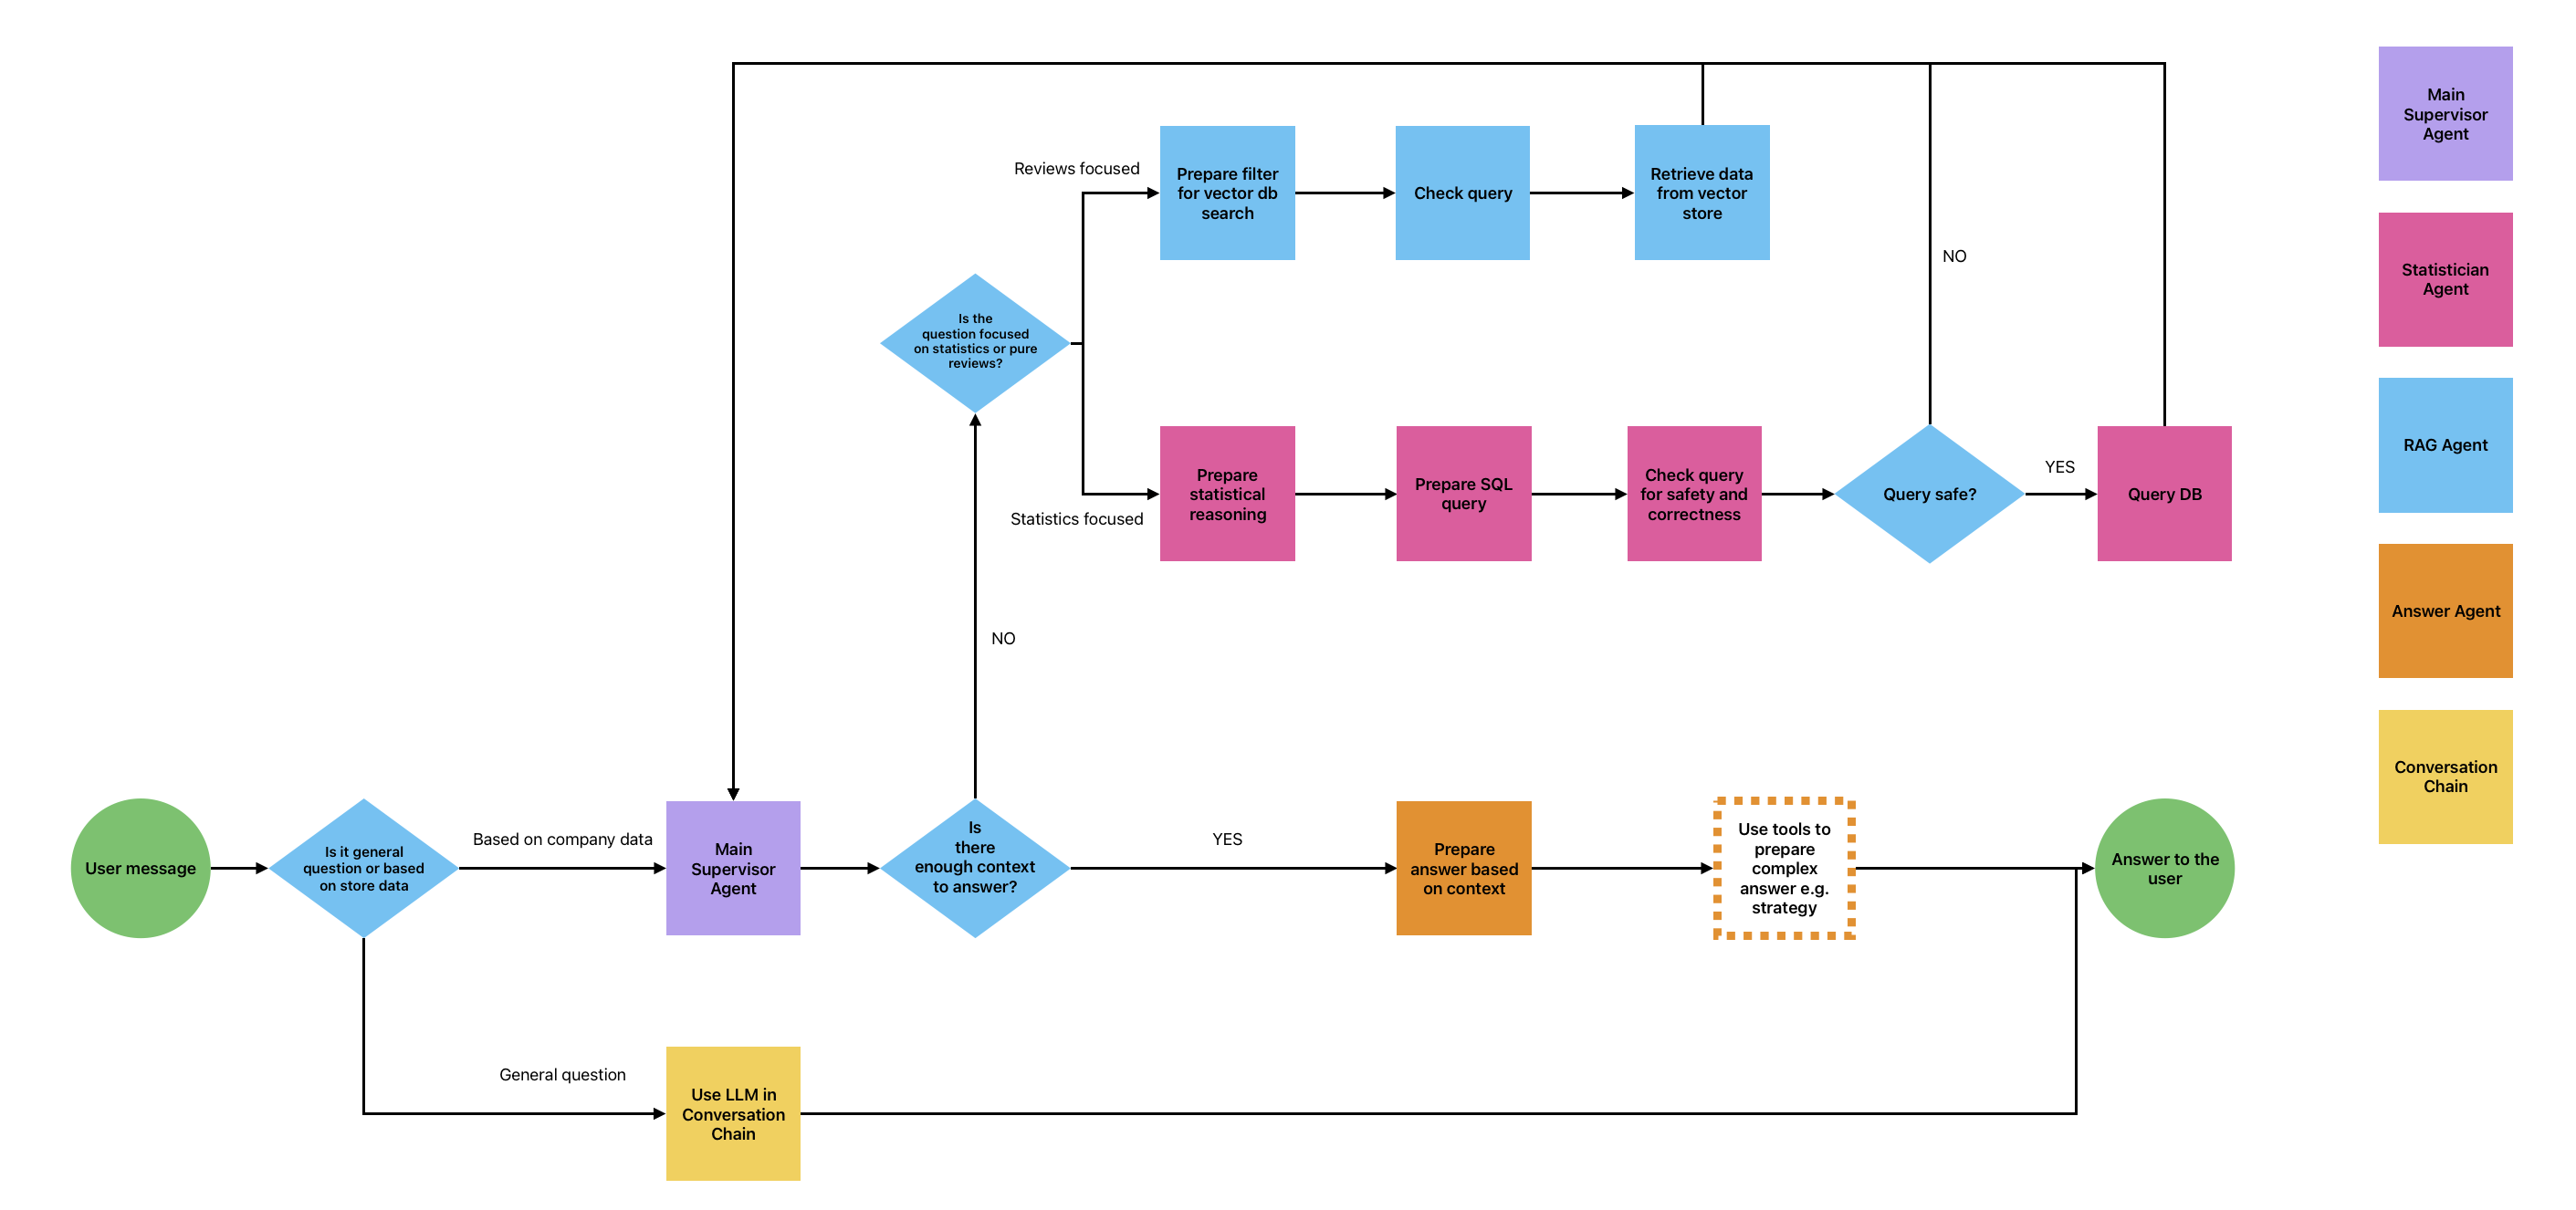 Main
Supervisor
Agent
Reviews focused
Prepare filter
for vector db
search
Check query
Retrieve data
from vector
store
Statistician
Agent
NO
Is the
question focused
on statistics or pure
reviews?
RAG Agent
Statistics focused
Prepare
statistical
reasoning
Prepare SQL
query
Check query
for safety and
correctness
Query safe?
YES
Query DB
Answer Agent
NO
Conversation
Chain
User message
Is it general
question or based
on store data
Based on company data
Main
Supervisor
Agent
Is
there
enough context
to answer?
YES
Prepare
answer based
on context
Use tools to
prepare
complex
answer e.g.
strategy
Answer to the
user
General question
Use LLM in
Conversation
Chain